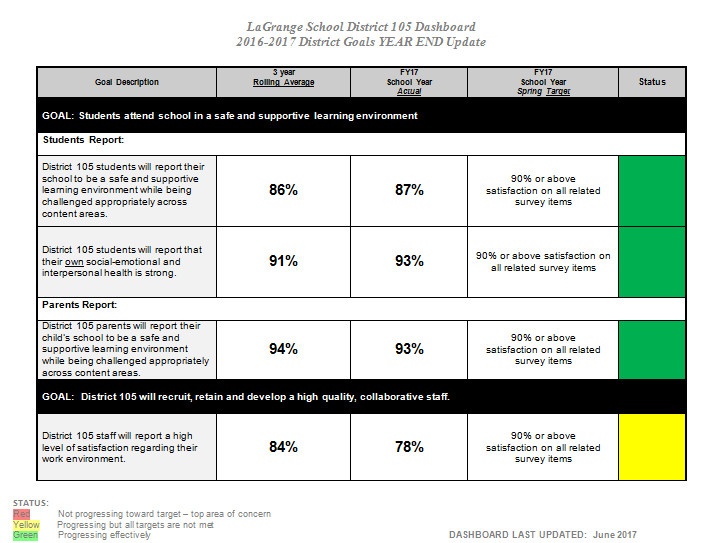 LaGrange School District 105 Dashboard
2016-2017 District Goals YEAR END Update
Goal Description
3 year
Rolling Average
FY17
School Year
Actual
FY17
School Year
Spring Target
Status
GOAL: Students attend school in a safe and supportive learning environment
Students Report:
District 105 students will report their
school to be a safe and supportive
learning environment while being
challenged appropriately across
content areas.
86%
87%
90% or above
satisfaction on all related
survey items
District 105 students will report that
their own social-emotional and
interpersonal health is strong.
91%
93%
90% or above satisfaction on
all related survey items
Parents Report:
District 105 parents will report their
child's school to be a safe and
supportive learning environment
while being challenged appropriately
across content areas.
94%
93%
90% or above
satisfaction on all related
survey items
GOAL: District 105 will recruit, retain and develop a high quality, collaborative staff.
District 105 staff will report a high
level of satisfaction regarding their
work environment.
84%
78%
90% or above
satisfaction on all related
survey items
STATUS:
Red Not progressing toward target – top area of concern
Yellow Progressing but all targets are not met
Green Progressing effectively
DASHBOARD LAST UPDATED: June 2017